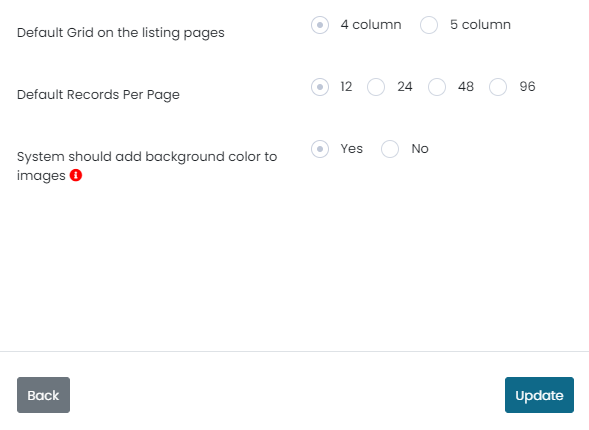 Default Grid on the listing pages
4 column
5 column
Default Records Per Page
12
24
48
96
System should add background color to
images
Yes
No
Back
Update